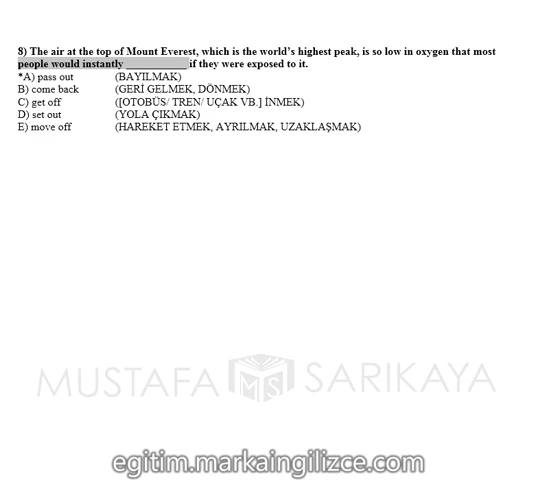 8) The air at the top of Mount Everest, which is the world's highest peak, is so low in oxygen that most
people would instantly ____________ if they were exposed to it.
*A) pass out (BAYILMAK)
B) come back (GERİ GELMEK, DÖNMEK)
C) get off ([OTOBÜS/ TREN/ UÇAK VB.] İNMEK)
D) set out (YOLA ÇIKMAK)
E) move off (HAREKET ETMEK, AYRILMAK, UZAKLAŞMAK)
MUSTAFA MS SARIKAYA
egitim.markaingilizce.com